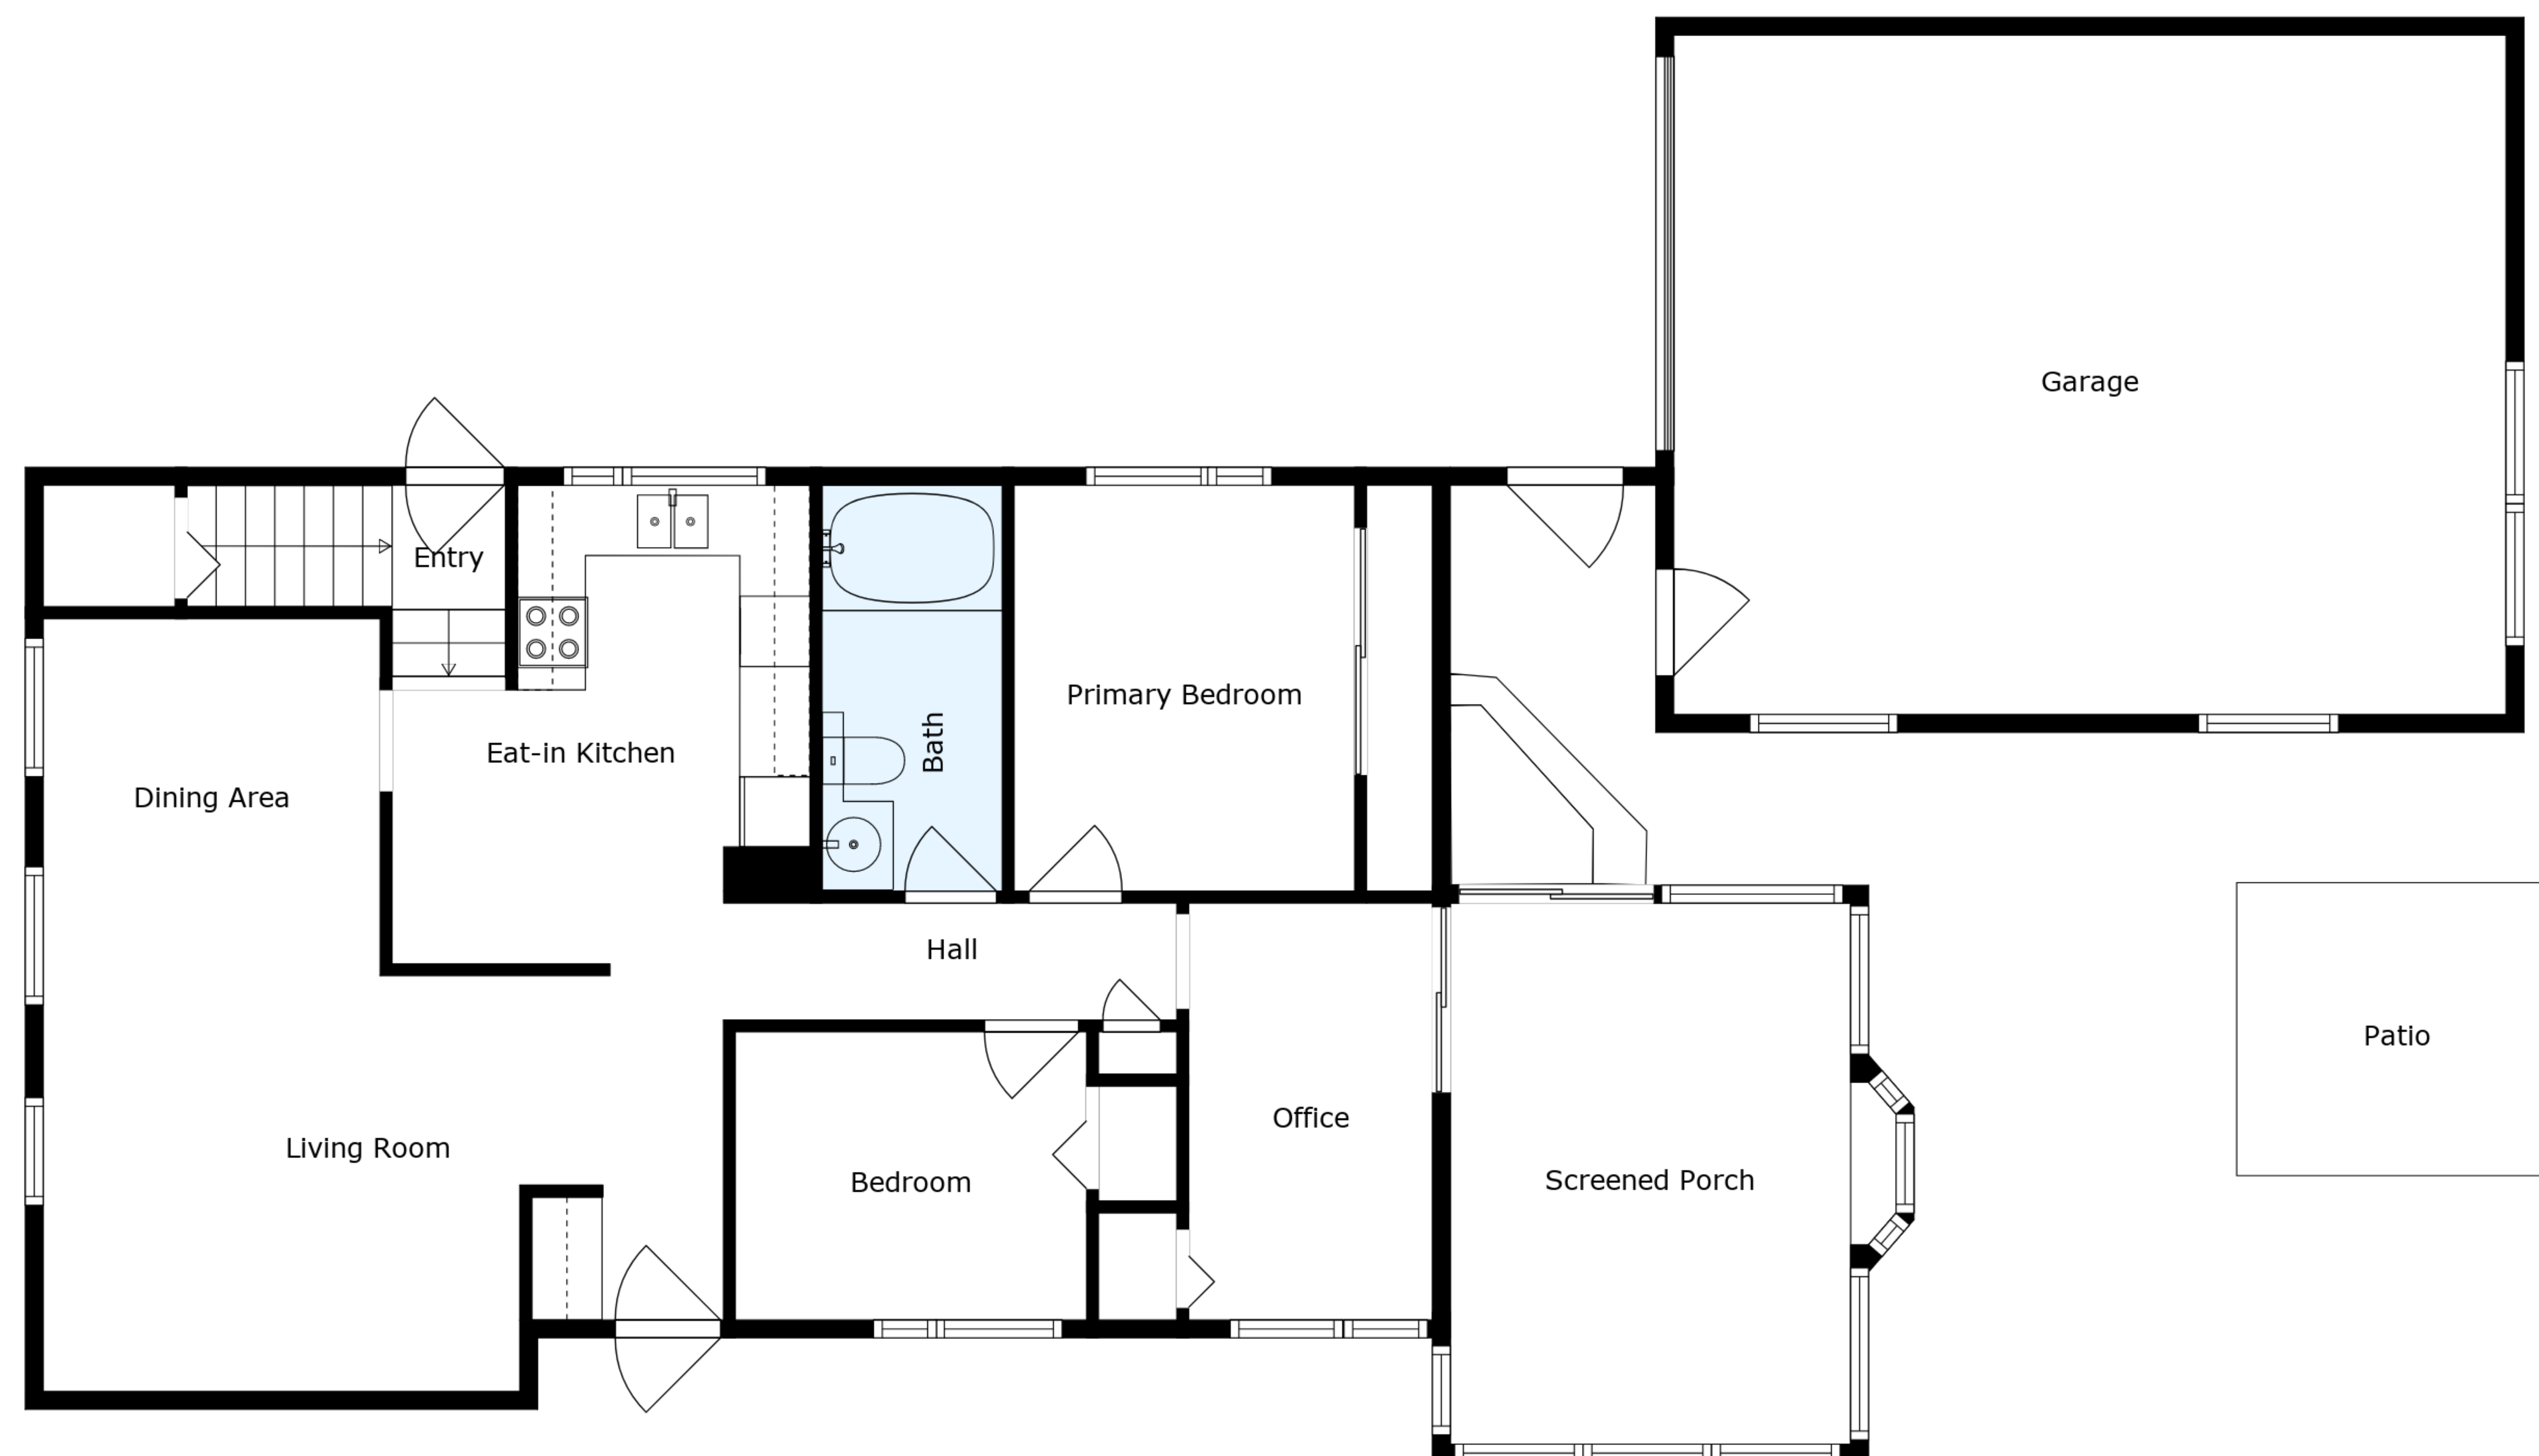 Garage
Entry
Primary Bedroom
Eat-in Kitchen
Bath
Dining Area
Hall
Patio
Office
Living Room
Bedroom
Screened Porch